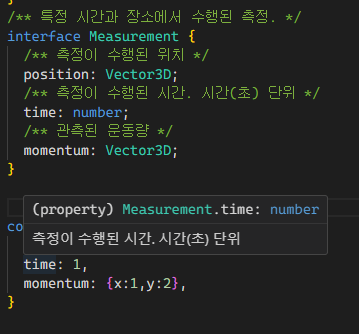 /** 특정 시간과 장소에서 수행된 측정. */
interface Measurement {
/** 측정이 수행된 위치 */
position: Vector3D;
/** 측정이 수행된 시간. 시간(초) 단위 */
time: number;
/** 관측된 운동량 */
momentum: Vector3D;
}
(property) Measurement.time: number
측정이 수행된 시간. 시간(초) 단위
co
time: 1,
momentum: {x:1,y:2},
}